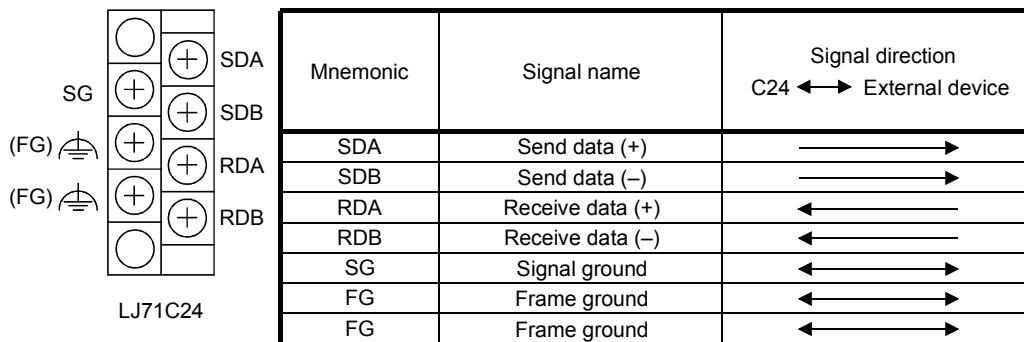 SDA
SG
SDB
(FG)
RDA
(FG)
RDB
LJ71C24
Mnemonic Signal name Signal direction
C24 ↔ External device
SDA Send data (+)
SDB Send data (–)
RDA Receive data (+)
RDB Receive data (–)
SG Signal ground
FG Frame ground
FG Frame ground